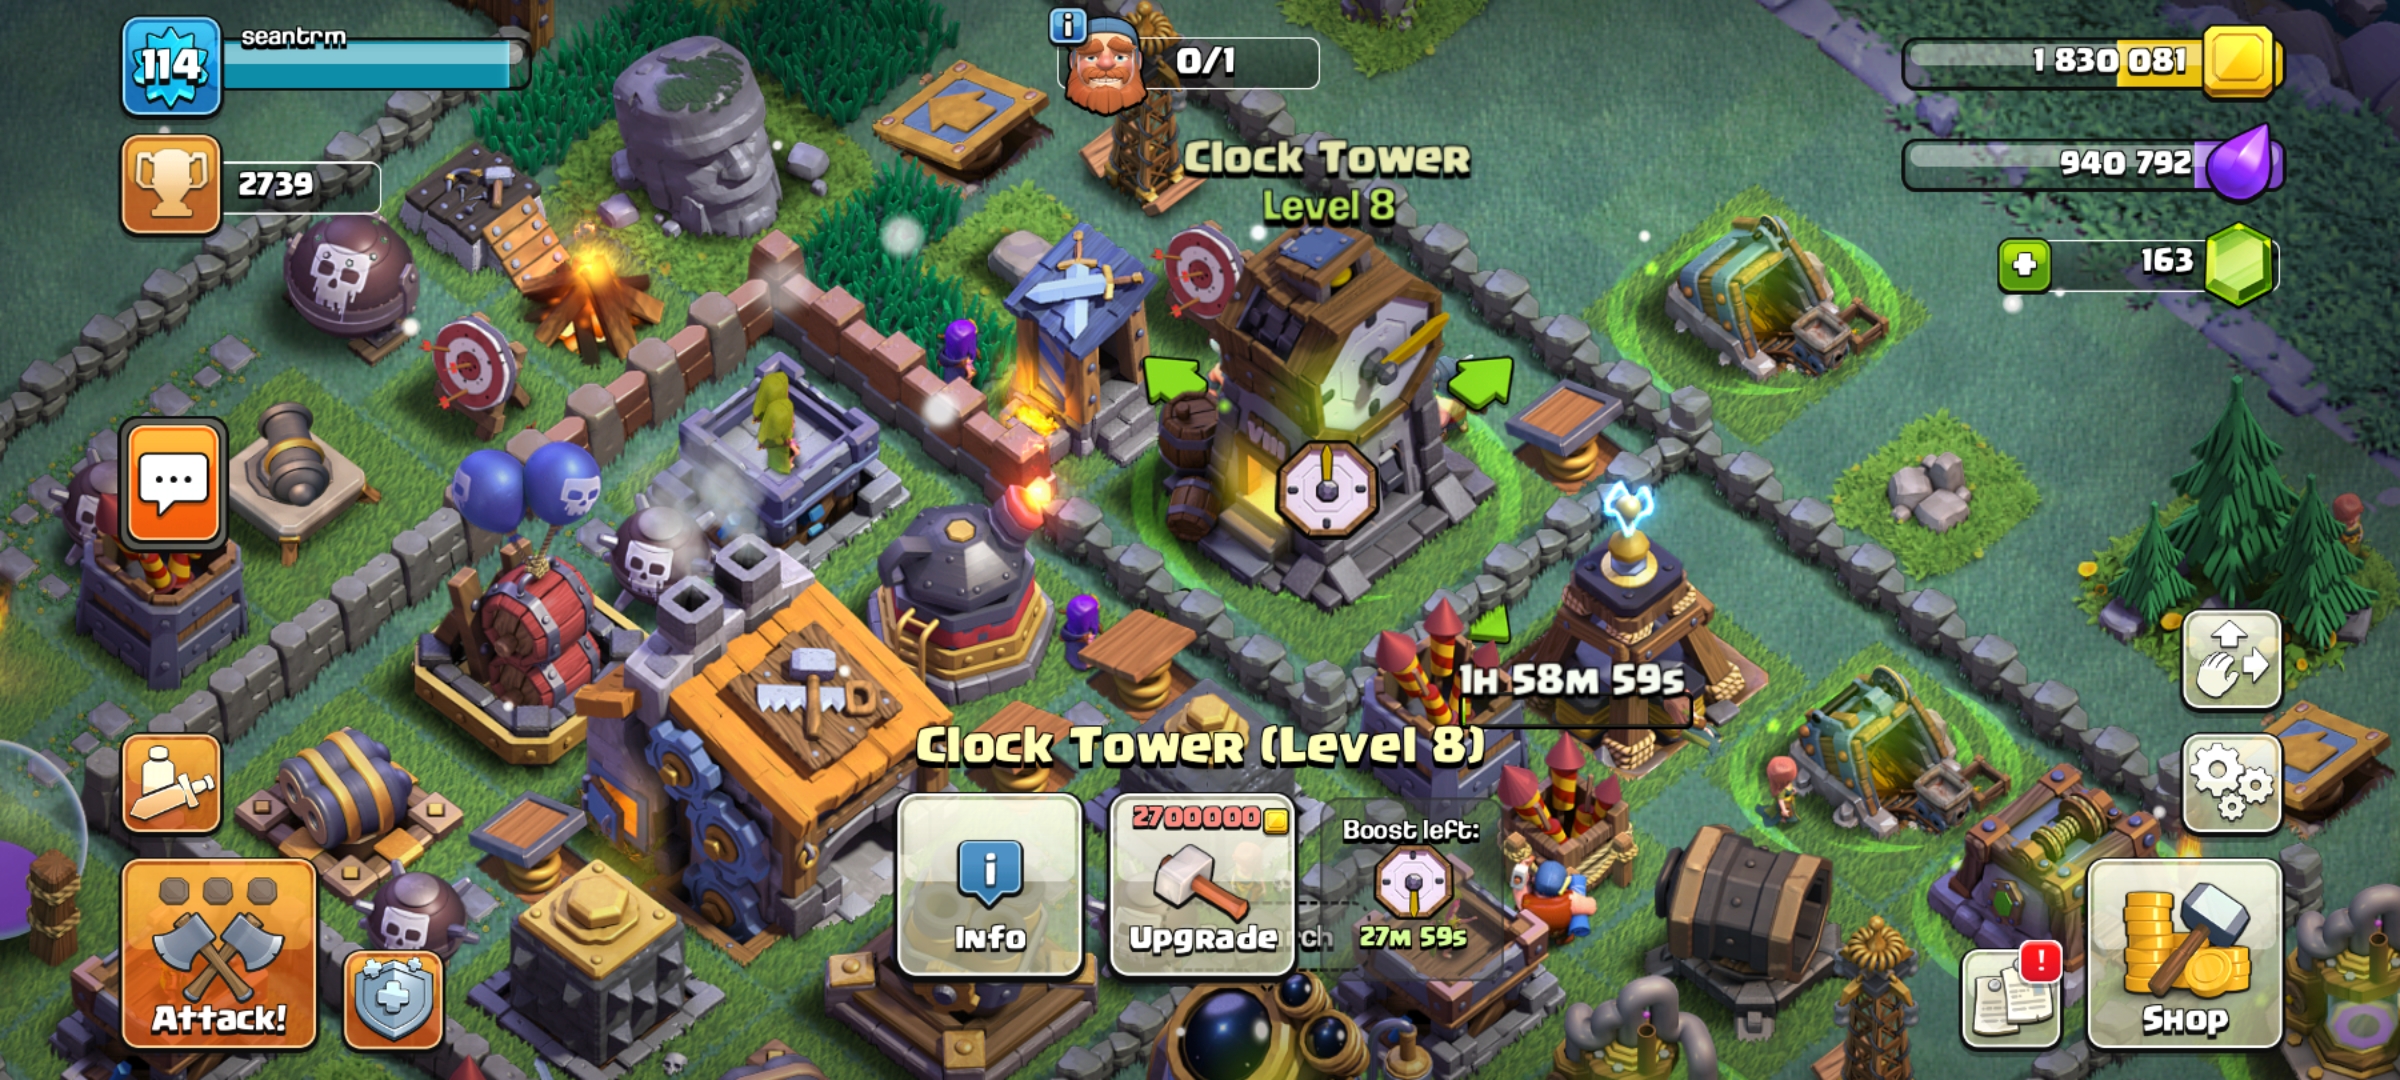 114
seantrm
0/1
1 830 081
2739
940 792
163
Clock Tower
Level 8
VIII
1H 58M 59S
Clock Tower (Level 8)
2700000
Boost left:
Info
Upgrade
27M 59S
Attack!
!
Shop